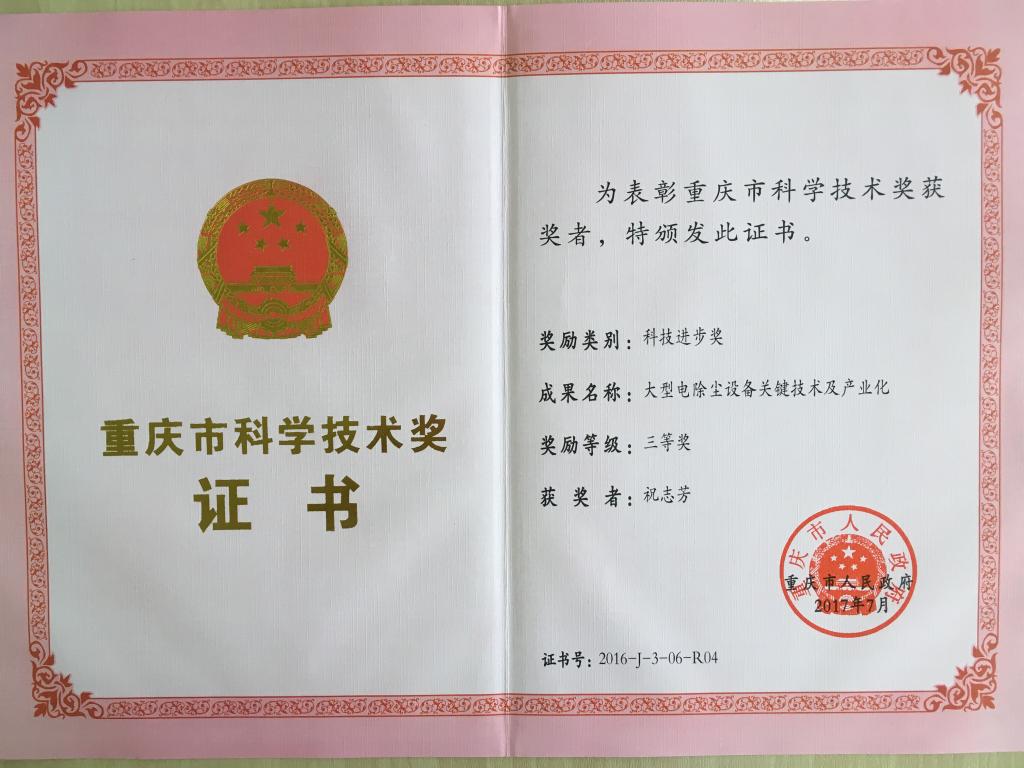 重庆市科学技术奖
证书
为表彰重庆市科学技术奖获
奖者，特颁发此证书。
奖励类别：科技进步奖
成果名称：大型电除尘设备关键技术及产业化
奖励等级：三等奖
获奖者：祝志芳
重庆市人民政府
重庆市人民政府
2017年7月
证书号：2016-J-3-06-R04